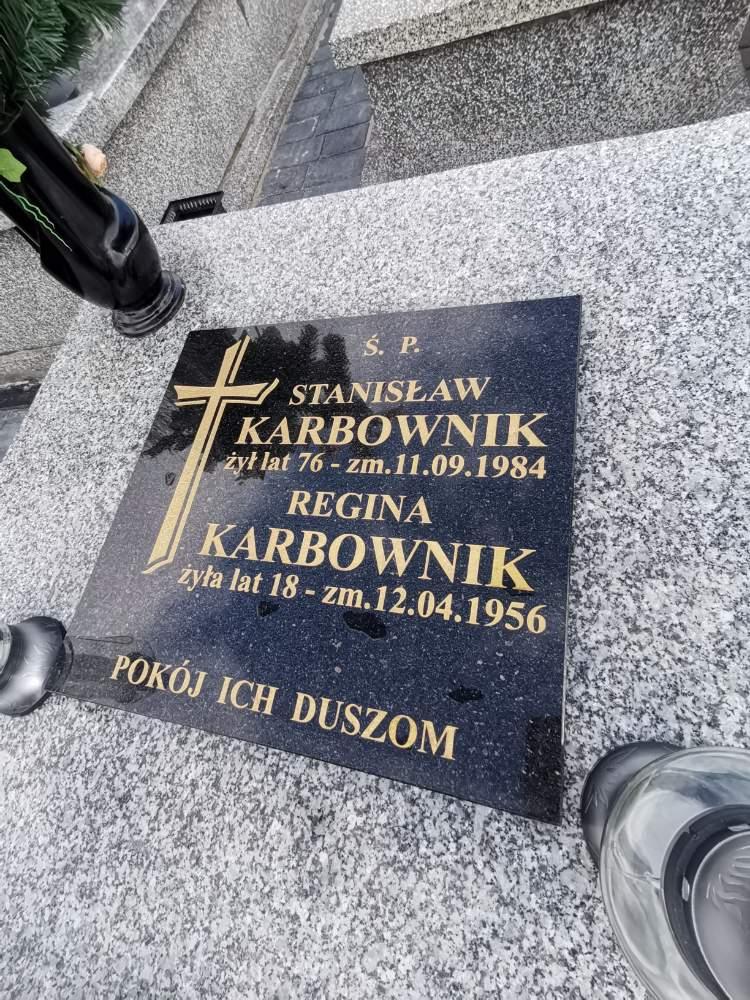 Ś. P.
STANISŁAW
KARBOWNIK
żył lat 76 - zm.11.09.1984
REGINA
KARBOWNIK
żyła lat 18 - zm.12.04.1956
POKÓJ ICH DUSZOM